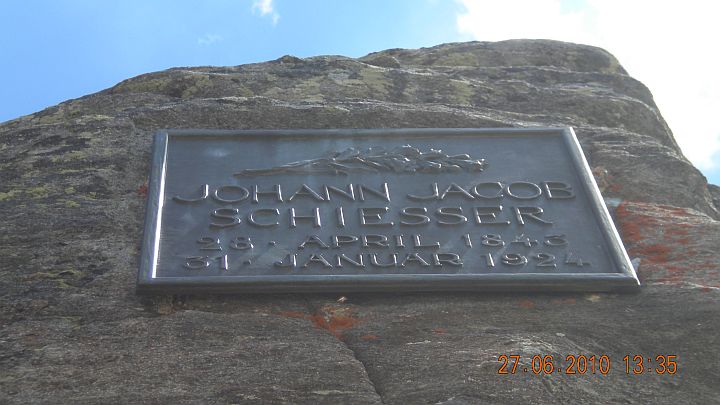 JOHANN JACOB
SCHIESSER
28 · APRIL 1843
31 · JANUAR 1924.
27.06.2010 13:35